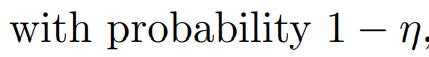 with probability 1 − η,